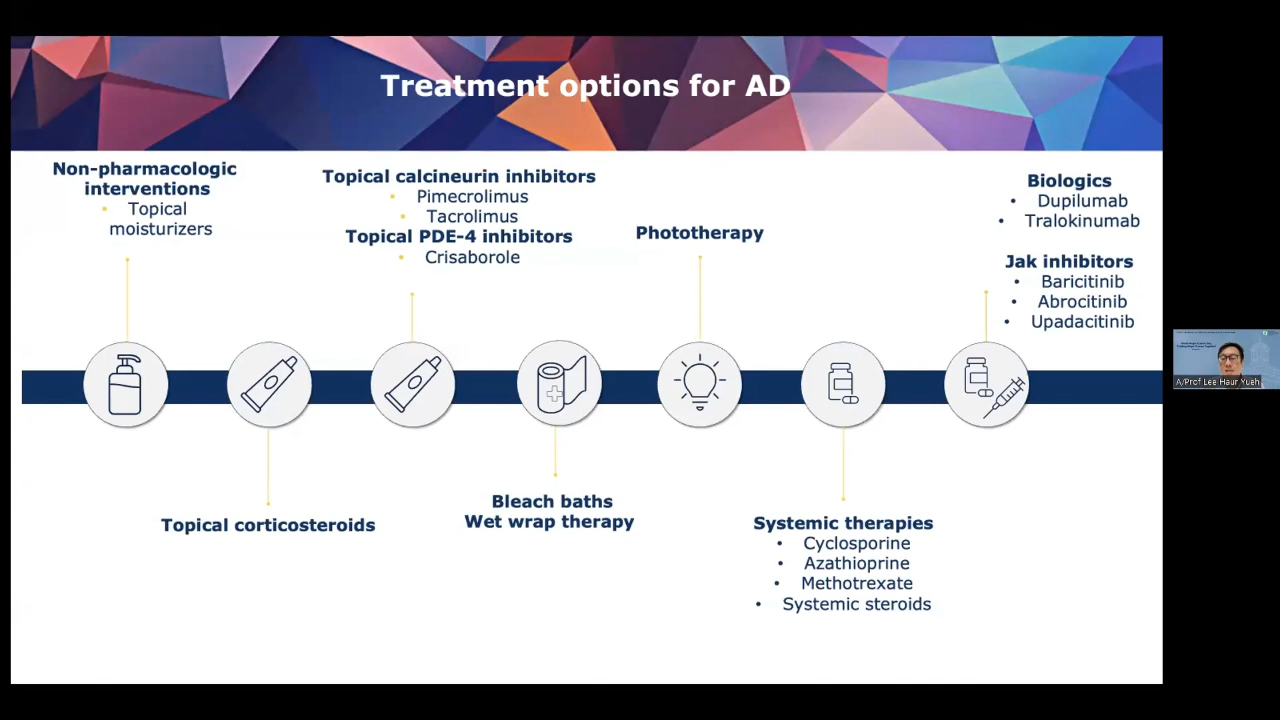 Treatment options for AD
Non-pharmacologic
interventions
• Topical
moisturizers
Topical calcineurin inhibitors
• Pimecrolimus
• Tacrolimus
Topical PDE-4 inhibitors
• Crisaborole
Phototherapy
Biologics
• Dupilumab
• Tralokinumab
Jak inhibitors
• Baricitinib
• Abrocitinib
• Upadacitinib
Topical corticosteroids
Bleach baths
Wet wrap therapy
Systemic therapies
• Cyclosporine
• Azathioprine
• Methotrexate
• Systemic steroids
A/Prof Lee Haur Yueh